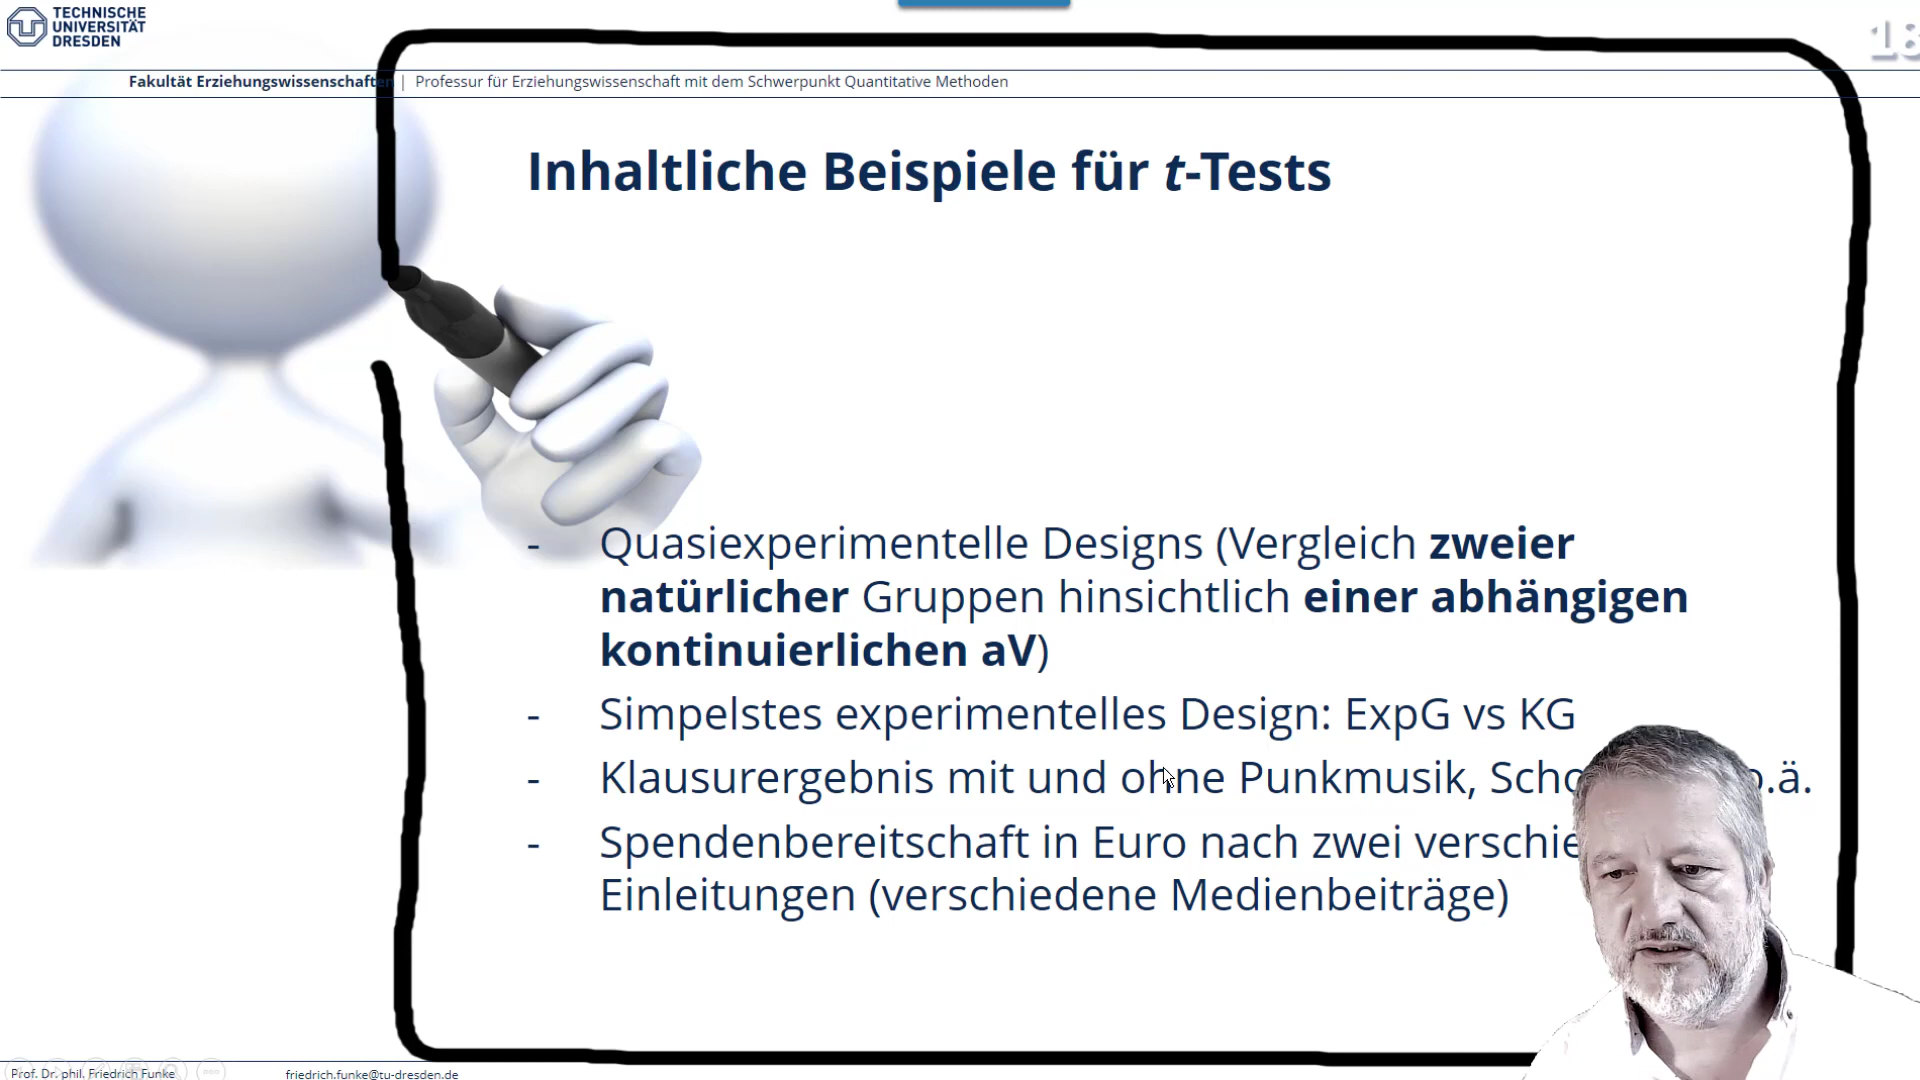 TECHNISCHE
UNIVERSITÄT
DRESDEN
18
Fakultät Erziehungswissenschaften | Professur für Erziehungswissenschaft mit dem Schwerpunkt Quantitative Methoden
Inhaltliche Beispiele für t-Tests
- Quasiexperimentelle Designs (Vergleich zweier
natürlicher Gruppen hinsichtlich einer abhängigen
kontinuierlichen aV)
- Simpelstes experimentelles Design: ExpG vs KG
- Klausurergebnis mit und ohne Punkmusik, o.ä.
- Spendenbereitschaft in Euro nach zwei
Einleitungen (verschiedene Medienbeiträge)
Prof. Dr. phil. Friedrich Funke friedrich.funke@tu-dresden.de